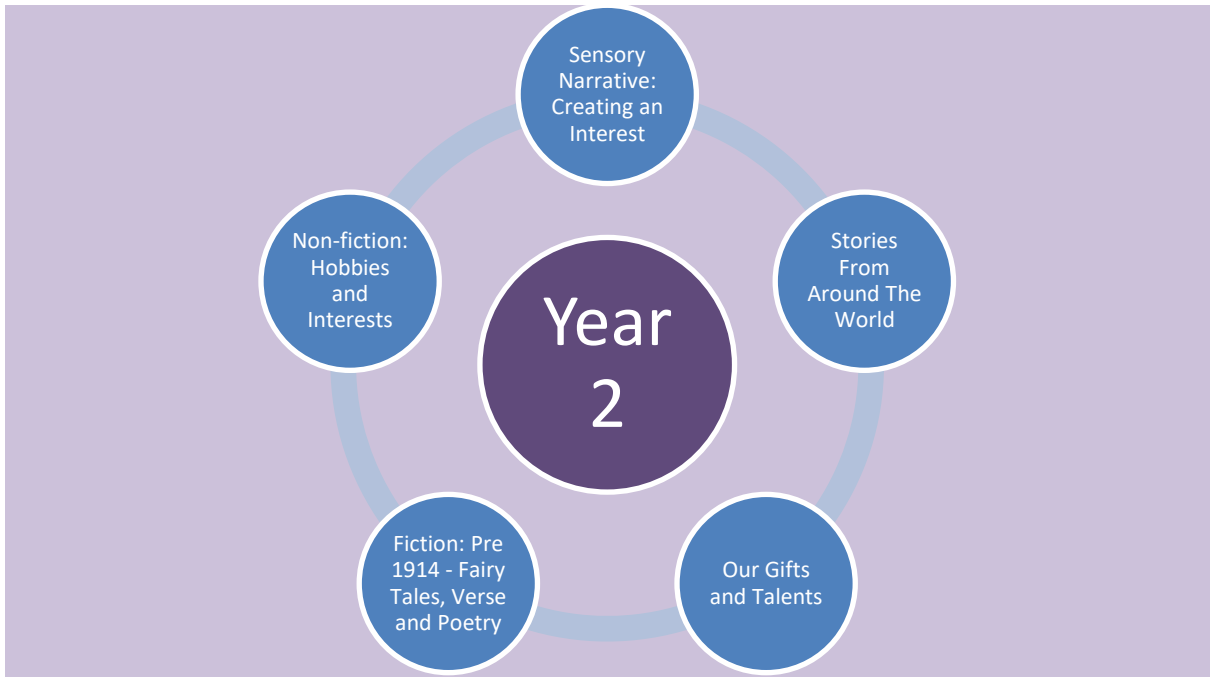 Sensory
Narrative:
Creating an
Interest
Stories
From
Around The
World
Our Gifts
and Talents
Fiction: Pre
1914 - Fairy
Tales, Verse
and Poetry
Non-fiction:
Hobbies
and
Interests
Year
2